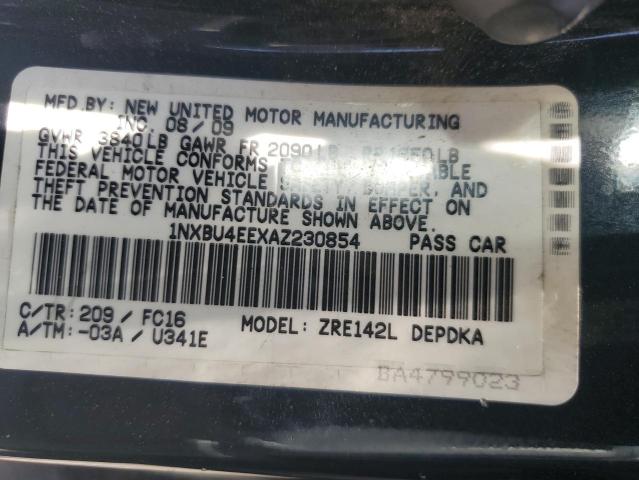 MFD.BY: NEW UNITED MOTOR MANUFACTURING
INC. 08/09
GVWR 3840LB GAWR FR 2090LB RR LB
THIS VEHICLE CONFORMS
FEDERAL MOTOR VEHICLE SAFETY, BUMPER, AND
THEFT PREVENTION STANDARDS IN EFFECT ON
THE DATE OF MANUFACTURE SHOWN ABOVE.
1NXBU4EEXAZ230854 PASS CAR
C/TR: 209 / FC16
A/TM: -03A / U341E
MODEL: ZRE142L DEPDKA
BA4799023